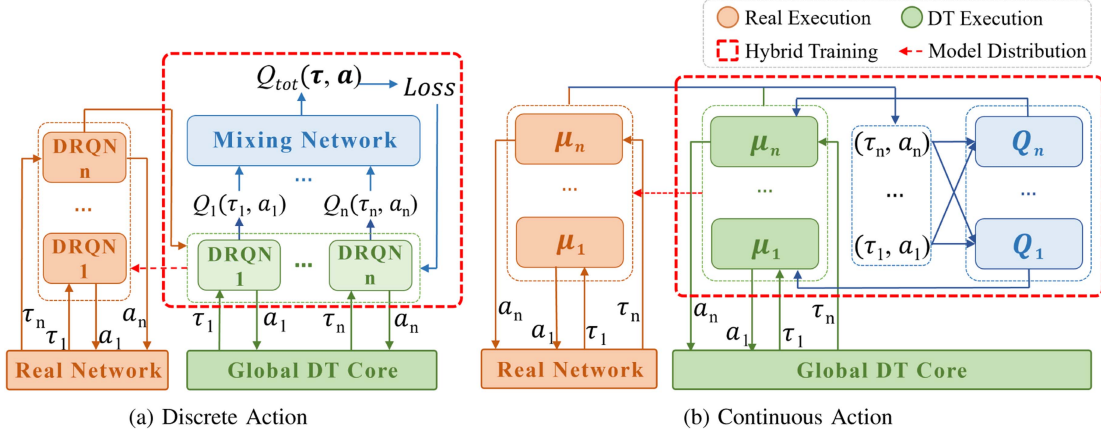 Real Execution
DT Execution
Hybrid Training
Model Distribution
Q_tot(τ, a)
Loss
Mixing Network
...
Q_1(τ_1, a_1)
Q_n(τ_n, a_n)
DRQN
n
...
DRQN
1
DRQN
1
...
DRQN
n
τ_n
τ_1
a_1
a_n
τ_1
a_1
τ_n
a_n
Real Network
Global DT Core
(a) Discrete Action
μ_n
...
μ_1
μ_n
...
μ_1
(τ_n, a_n)
...
(τ_1, a_1)
Q_n
...
Q_1
a_n
a_1
τ_1
τ_n
a_n
a_1
τ_1
τ_n
Real Network
Global DT Core
(b) Continuous Action